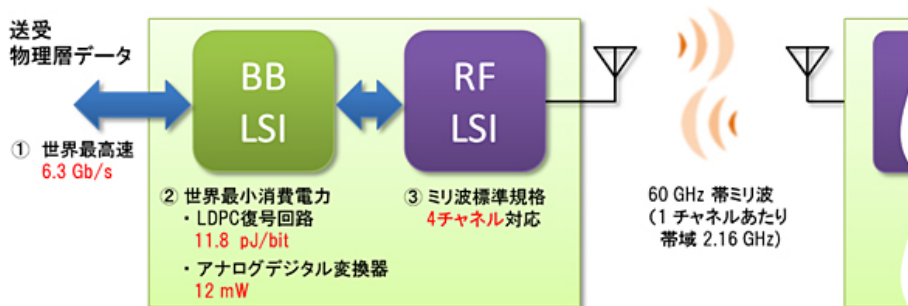 送受
物理層データ
BB
LSI
RF
LSI
① 世界最高速
6.3 Gb/s
② 世界最小消費電力
・LDPC復号回路
11.8 pJ/bit
・アナログデジタル変換器
12 mW
③ ミリ波標準規格
4チャネル対応
60 GHz 帯ミリ波
(1 チャネルあたり
帯域 2.16 GHz)